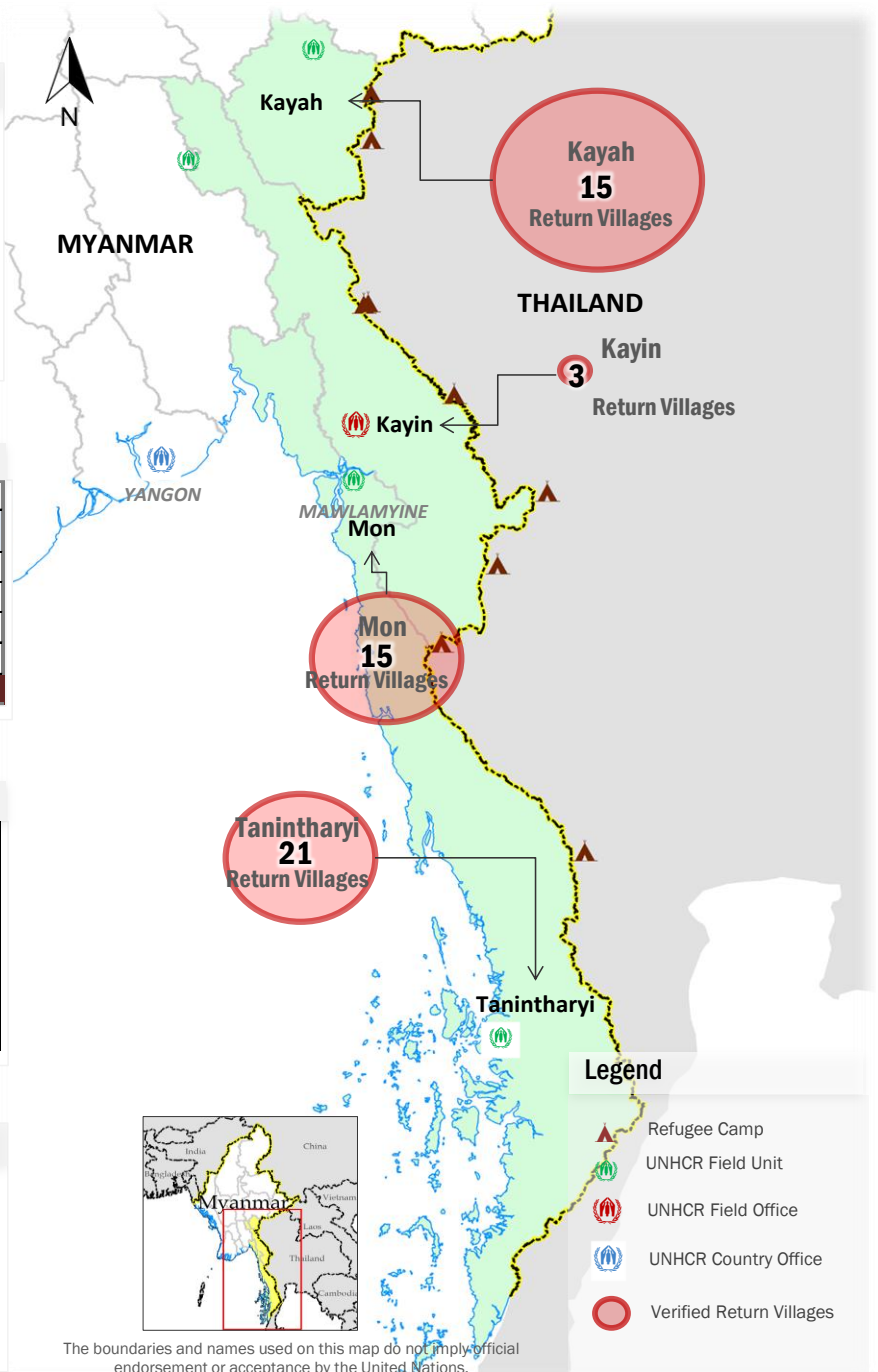 N
Kayah
Kayah
15
Return Villages
MYANMAR
THAILAND
Kayin
3
Return Villages
Kayin
YANGON
MAWLAMYINE
Mon
Mon
15
Return Villages
Tanintharyi
21
Return Villages
Tanintharyi
Legend
Refugee Camp
UNHCR Field Unit
UNHCR Field Office
UNHCR Country Office
Verified Return Villages
India
China
Bangladesh
Myanmar
Vietnam
Laos
Thailand
Cambodia
The boundaries and names used on this map do not imply official
endorsement or acceptance by the United Nations.